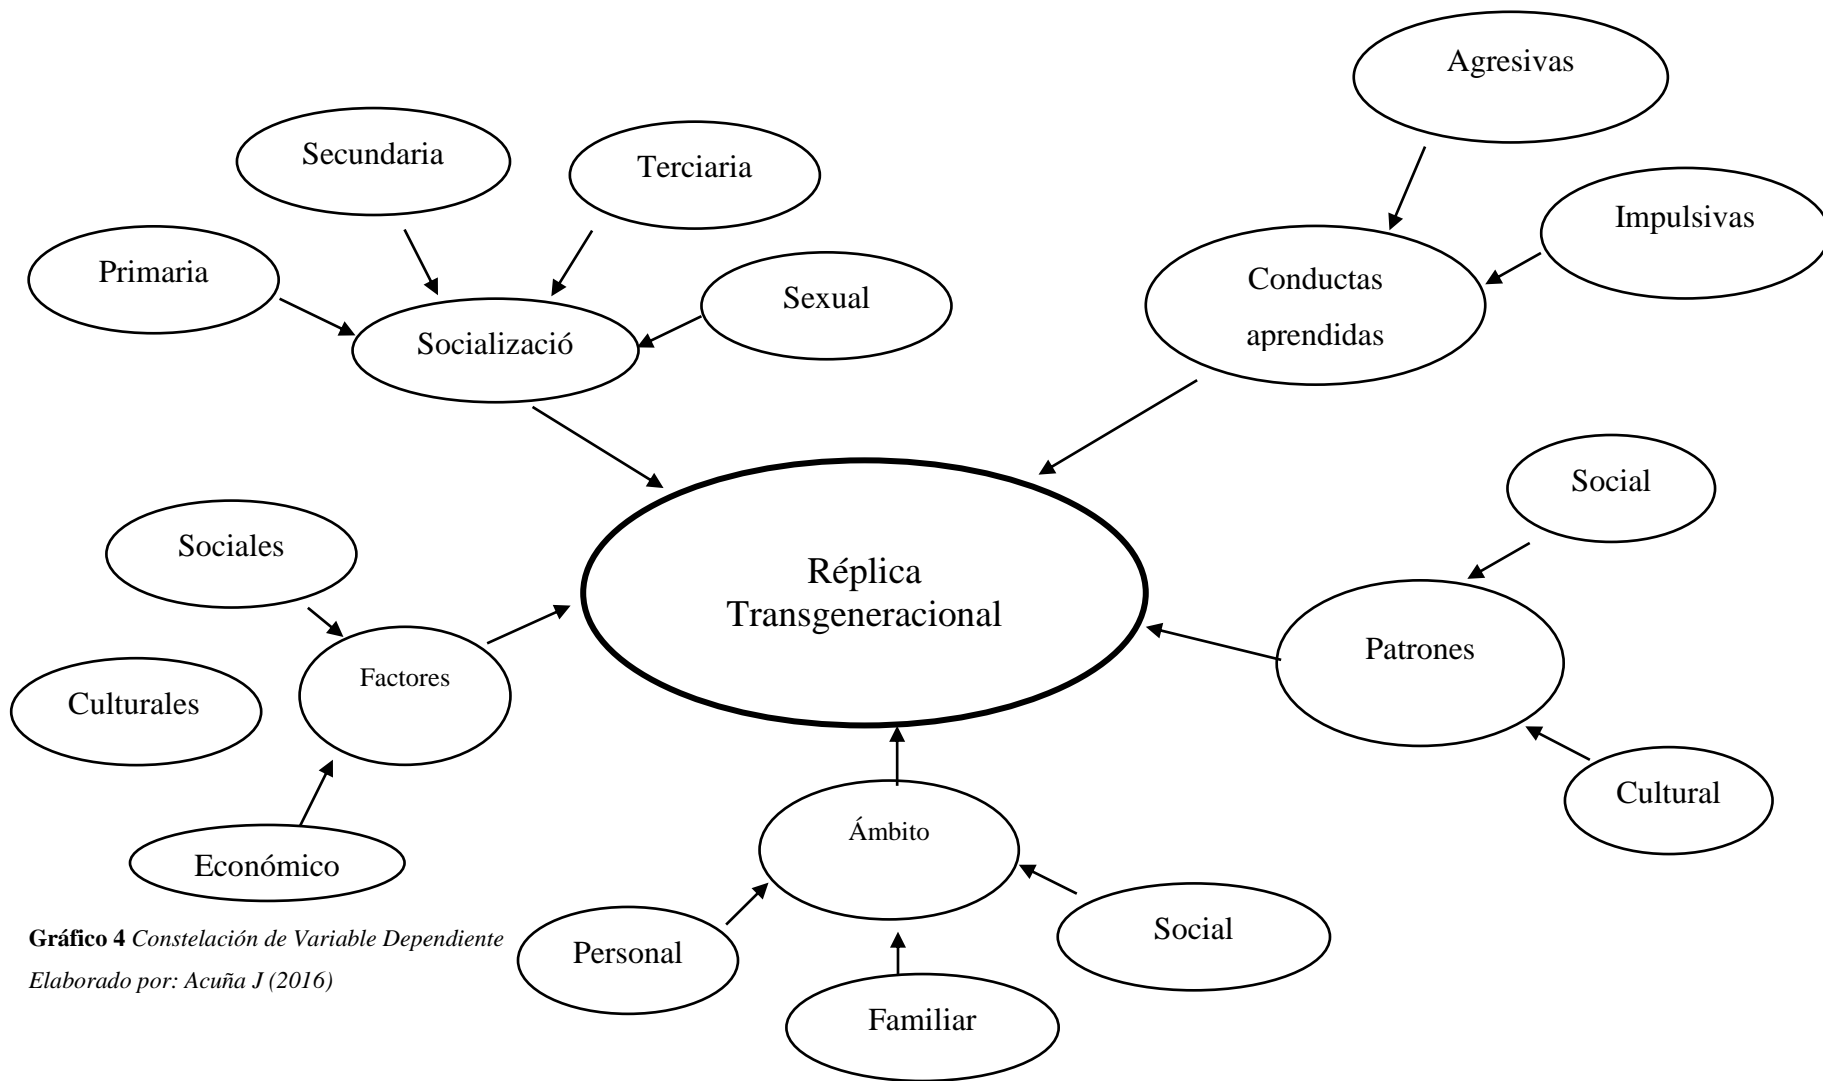 Agresivas
Secundaria
Terciaria
Impulsivas
Primaria
Sexual
Conductas
aprendidas
Socializació
Social
Sociales
Réplica
Transgeneracional
Patrones
Factores
Culturales
Cultural
Ámbito
Económico
Social
Personal
Familiar
Gráfico 4 Constelación de Variable Dependiente
Elaborado por: Acuña J (2016)